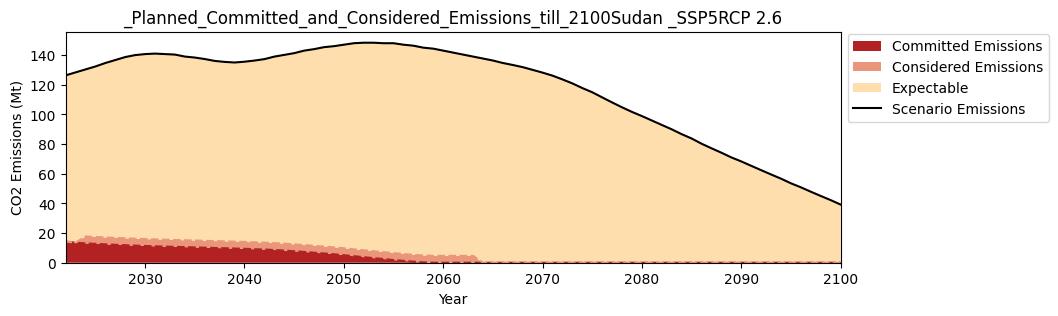 _Planned_Committed_and_Considered_Emissions_till_2100Sudan _SSP5RCP 2.6
Committed Emissions
Considered Emissions
Expectable
Scenario Emissions
CO2 Emissions (Mt)
140
120
100
80
60
40
20
0
2030 2040 2050 2060 2070 2080 2090 2100
Year